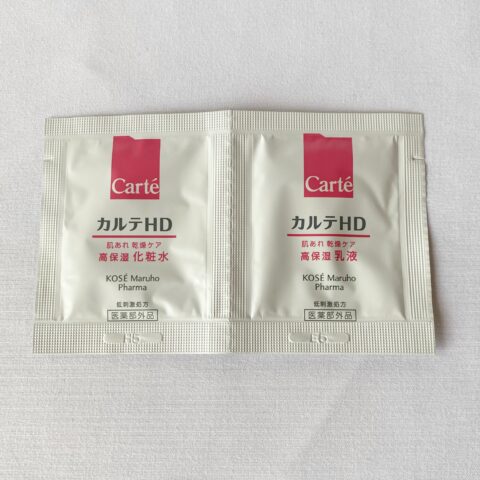 Carté
カルテHD
肌あれ 乾燥ケア
高保湿 化粧水
KOSÉ Maruho
Pharma
低刺激処方
医薬部外品
Carté
カルテHD
肌あれ 乾燥ケア
高保湿 乳液
KOSÉ Maruho
Pharma
低刺激処方
医薬部外品